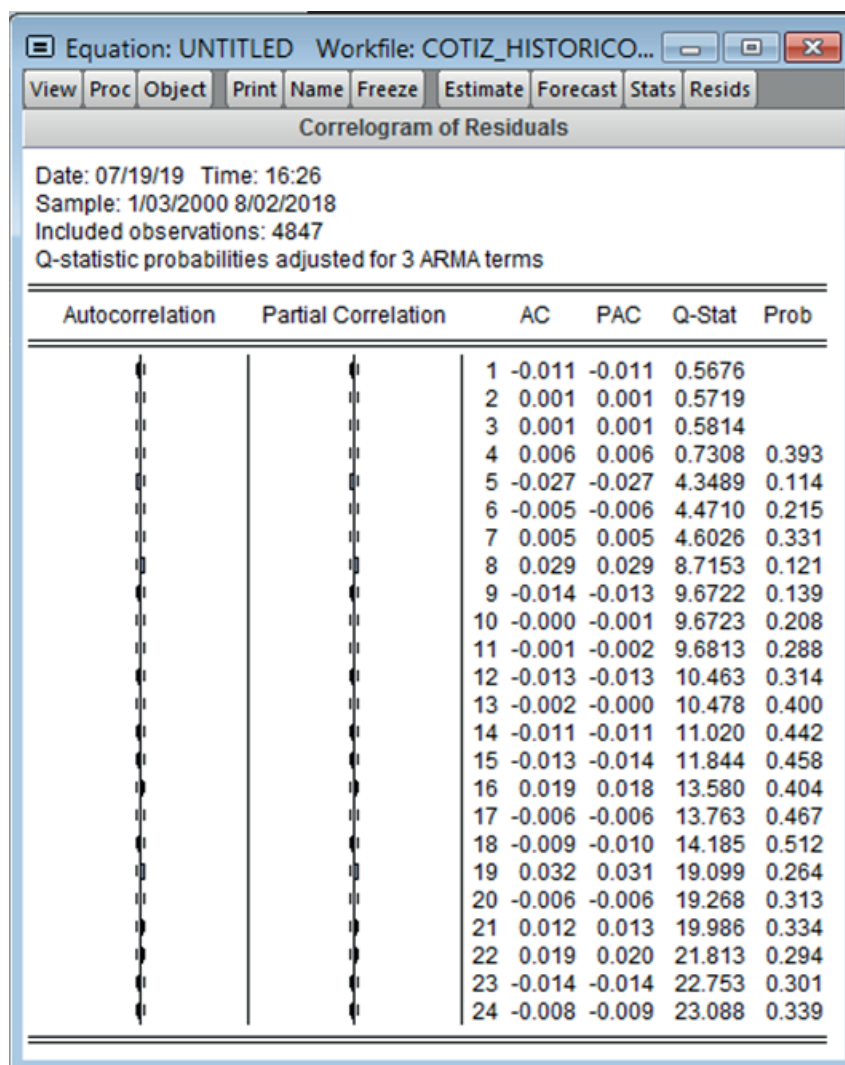 Equation: UNTITLED Workfile: COTIZ_HISTORICO...
View Proc Object Print Name Freeze Estimate Forecast Stats Resids
Correlogram of Residuals
Date: 07/19/19 Time: 16:26
Sample: 1/03/2000 8/02/2018
Included observations: 4847
Q-statistic probabilities adjusted for 3 ARMA terms
Autocorrelation Partial Correlation AC PAC Q-Stat Prob
1 -0.011 -0.011 0.5676
2 0.001 0.001 0.5719
3 0.001 0.001 0.5814
4 0.006 0.006 0.7308 0.393
5 -0.027 -0.027 4.3489 0.114
6 -0.005 -0.006 4.4710 0.215
7 0.005 0.005 4.6026 0.331
8 0.029 0.029 8.7153 0.121
9 -0.014 -0.013 9.6722 0.139
10 -0.000 -0.001 9.6723 0.208
11 -0.001 -0.002 9.6813 0.288
12 -0.013 -0.013 10.463 0.314
13 -0.002 -0.000 10.478 0.400
14 -0.011 -0.011 11.020 0.442
15 -0.013 -0.014 11.844 0.458
16 0.019 0.018 13.580 0.404
17 -0.006 -0.006 13.763 0.467
18 -0.009 -0.010 14.185 0.512
19 0.032 0.031 19.099 0.264
20 -0.006 -0.006 19.268 0.313
21 0.012 0.013 19.986 0.334
22 0.019 0.020 21.813 0.294
23 -0.014 -0.014 22.753 0.301
24 -0.008 -0.009 23.088 0.339